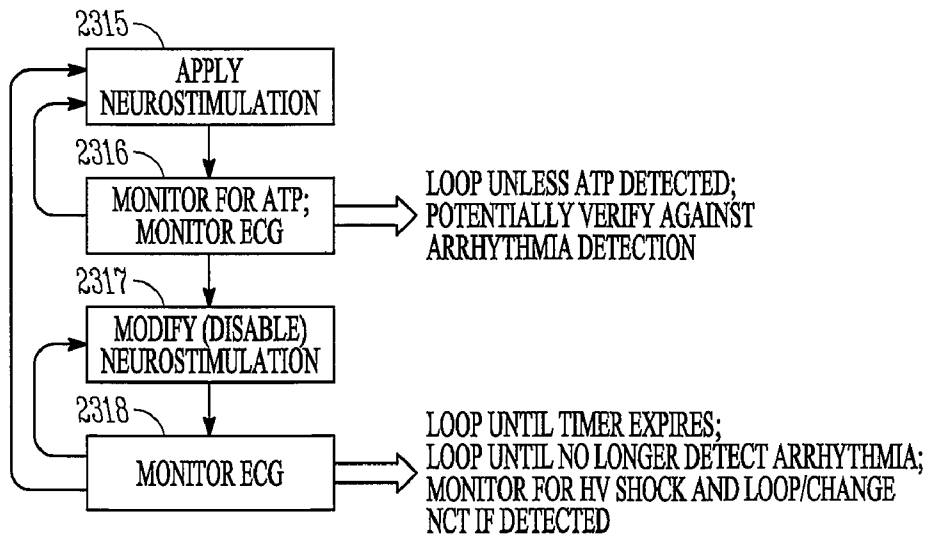 2315
APPLY
NEUROSTIMULATION
2316
MONITOR FOR ATP;
MONITOR ECG
LOOP UNLESS ATP DETECTED;
POTENTIALLY VERIFY AGAINST
ARRHYTHMIA DETECTION
2317
MODIFY (DISABLE)
NEUROSTIMULATION
2318
MONITOR ECG
LOOP UNTIL TIMER EXPIRES;
LOOP UNTIL NO LONGER DETECT ARRHYTHMIA;
MONITOR FOR HV SHOCK AND LOOP/CHANGE
NCT IF DETECTED